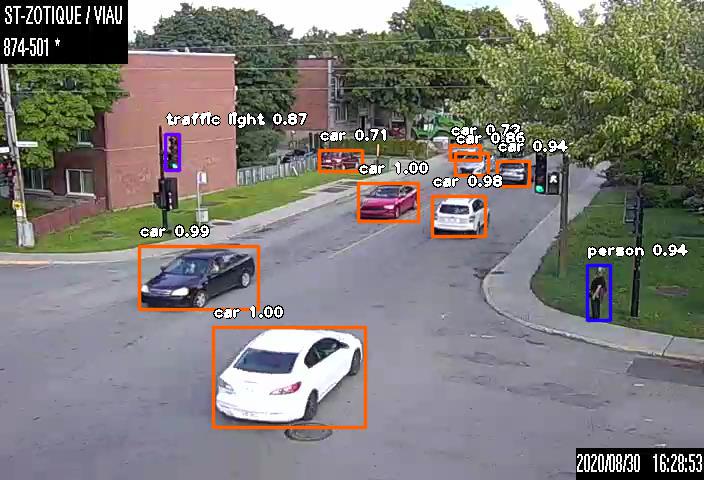 ST-ZOTIQUE / VIAU
874-501 *
traffic light 0.87
car 0.71
car 0.72
car 0.86
car 0.94
car 1.00
car 0.98
car 0.99
person 0.94
car 1.00
2020/08/30 16:28:53